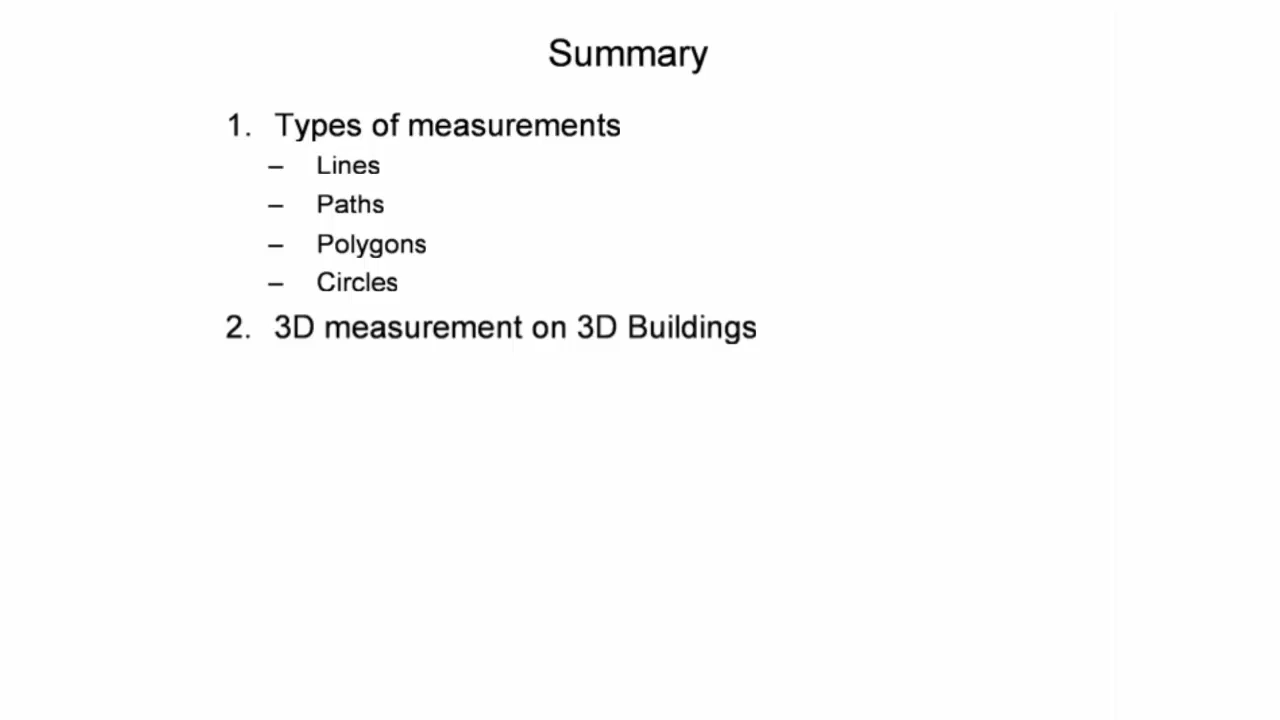 Summary
1. Types of measurements
– Lines
– Paths
– Polygons
– Circles
2. 3D measurement on 3D Buildings